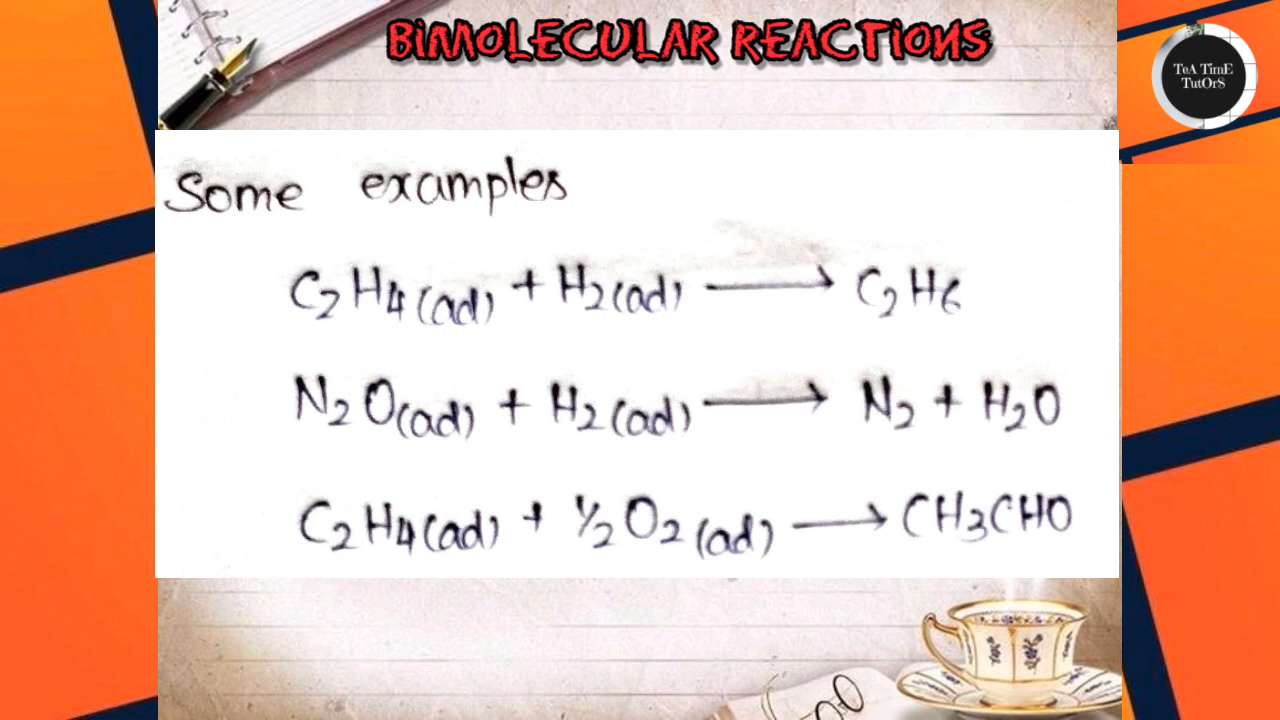 BIMOLECULAR REACTIONS
TeA TimE
TutOrS
Some examples
C₂H₄(ad) + H₂(ad) ⟶ C₂H₆
N₂O(ad) + H₂(ad) ⟶ N₂ + H₂O
C₂H₄(ad) + ½O₂(ad) ⟶ CH₃CHO